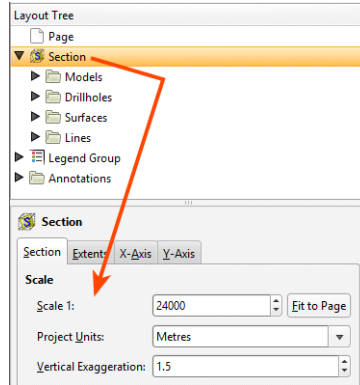 Layout Tree
Page
Section
Models
Drillholes
Surfaces
Lines
Legend Group
Annotations
Section
Section Extents X-Axis Y-Axis
Scale
Scale 1: 24000 Fit to Page
Project Units: Metres
Vertical Exaggeration: 1.5